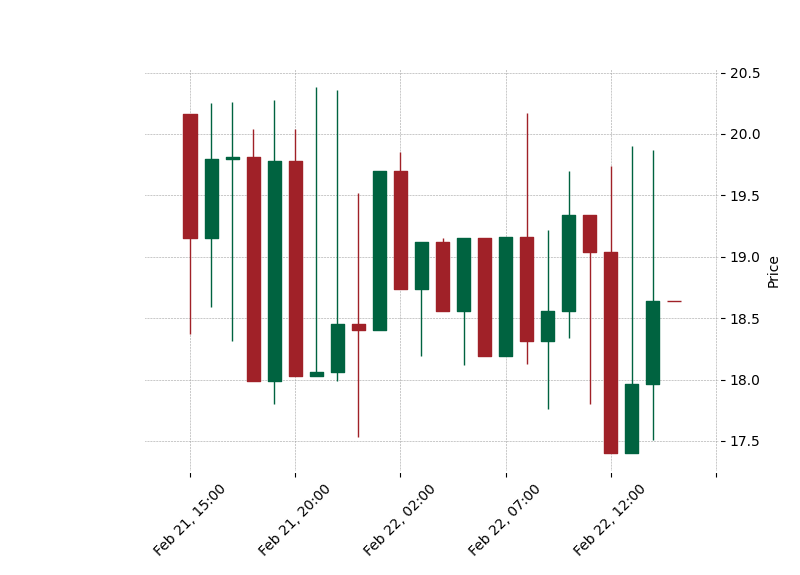 20.5
20.0
19.5
19.0
18.5
18.0
17.5
Price
Feb 21, 15:00
Feb 21, 20:00
Feb 22, 02:00
Feb 22, 07:00
Feb 22, 12:00